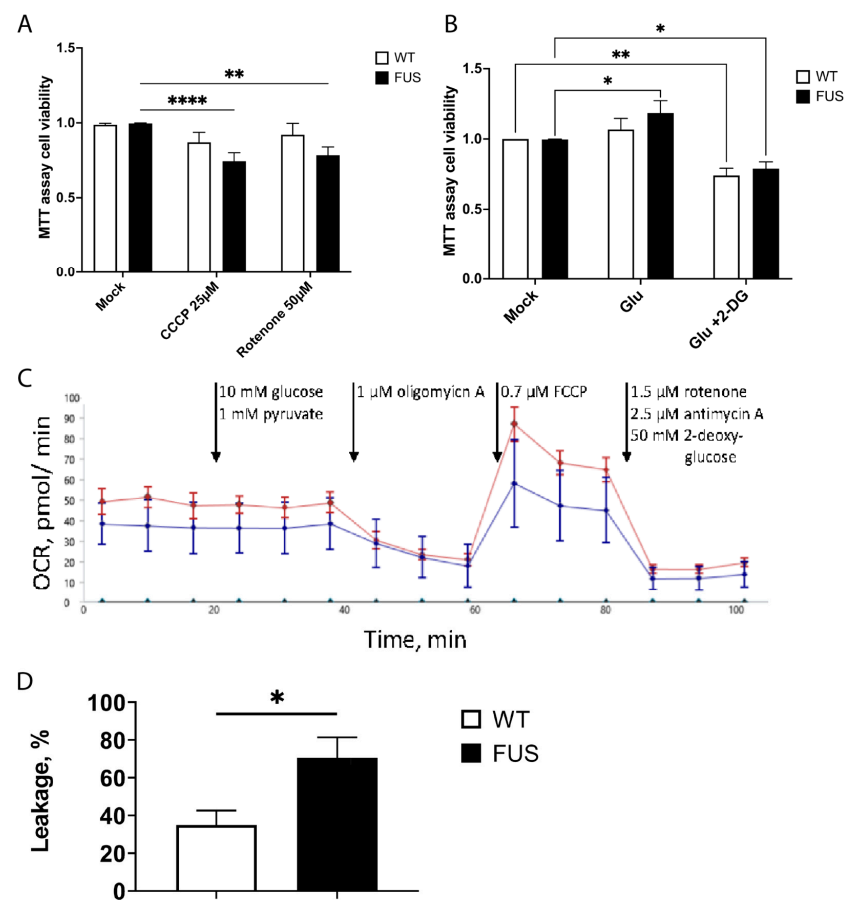 A
1.5
1.0
0.5
0.0
MTT assay cell viability
**
****
WT
FUS
Mock
CCCP 25µM
Rotenone 50µM
B
1.5
1.0
0.5
0.0
MTT assay cell viability
*
**
*
WT
FUS
Mock
Glu
Glu +2-DG
C
10 mM glucose
1 mM pyruvate
1 µM oligomyicn A
0.7 µM FCCP
1.5 µM rotenone
2.5 µM antimycin A
50 mM 2-deoxy-
glucose
100
90
80
70
60
50
40
30
20
10
0
OCR, pmol/ min
0
20
40
60
80
100
Time, min
D
100
80
60
40
20
0
Leakage, %
*
WT
FUS